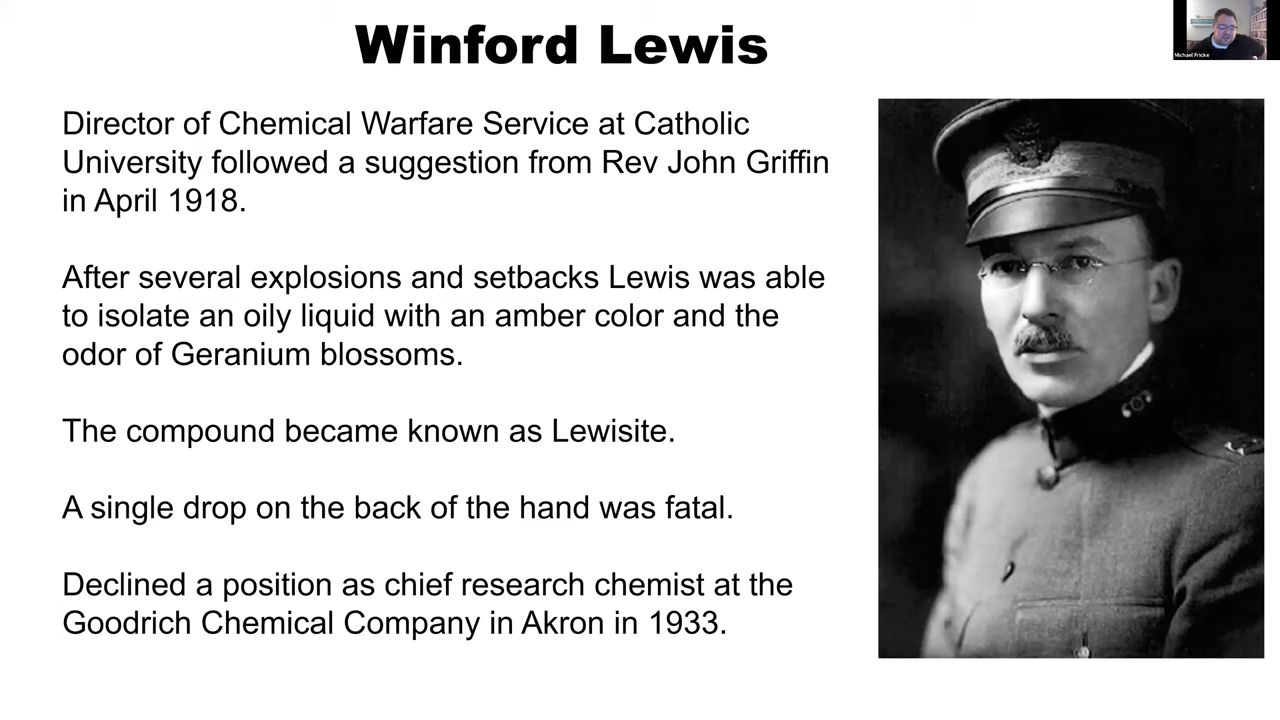 Winford Lewis
Michael Fricke
Director of Chemical Warfare Service at Catholic
University followed a suggestion from Rev John Griffin
in April 1918.
After several explosions and setbacks Lewis was able
to isolate an oily liquid with an amber color and the
odor of Geranium blossoms.
The compound became known as Lewisite.
A single drop on the back of the hand was fatal.
Declined a position as chief research chemist at the
Goodrich Chemical Company in Akron in 1933.